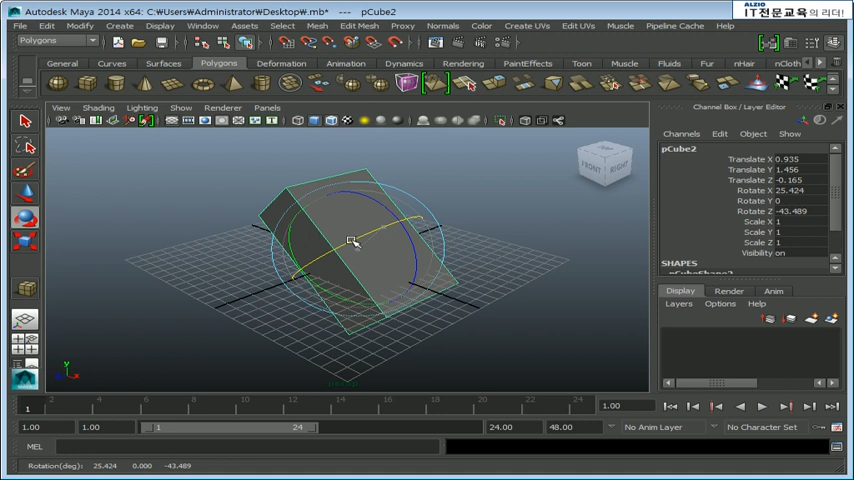 Autodesk Maya 2014 x64: C:\Users\Administrator\Desktop\.mb* --- pCube2
ALZIO
IT전문교육의 리더!
File Edit Modify Create Display Window Assets Select Mesh Edit Mesh Proxy Normals Color Create UVs Edit UVs Muscle Pipeline Cache Help
Polygons
General Curves Surfaces Polygons Deformation Animation Dynamics Rendering PaintEffects Toon Muscle Fluids Fur nHair nCloth
View Shading Lighting Show Renderer Panels
Channel Box / Layer Editor
Channels Edit Object Show
pCube2
Translate X 0.935
Translate Y 1.456
Translate Z -0.165
Rotate X 25.424
Rotate Y 0
Rotate Z -43.489
Scale X 1
Scale Y 1
Scale Z 1
Visibility on
SHAPES
pCubeShape2
FRONT RIGHT
Display Render Anim
Layers Options Help
y
x
persp
1 2 4 6 8 10 12 14 16 18 20 22 24 1.00
1.00 1.00 1 24 24.00 48.00 No Anim Layer No Character Set
MEL
Rotation(deg): 25.424 0.000 -43.489